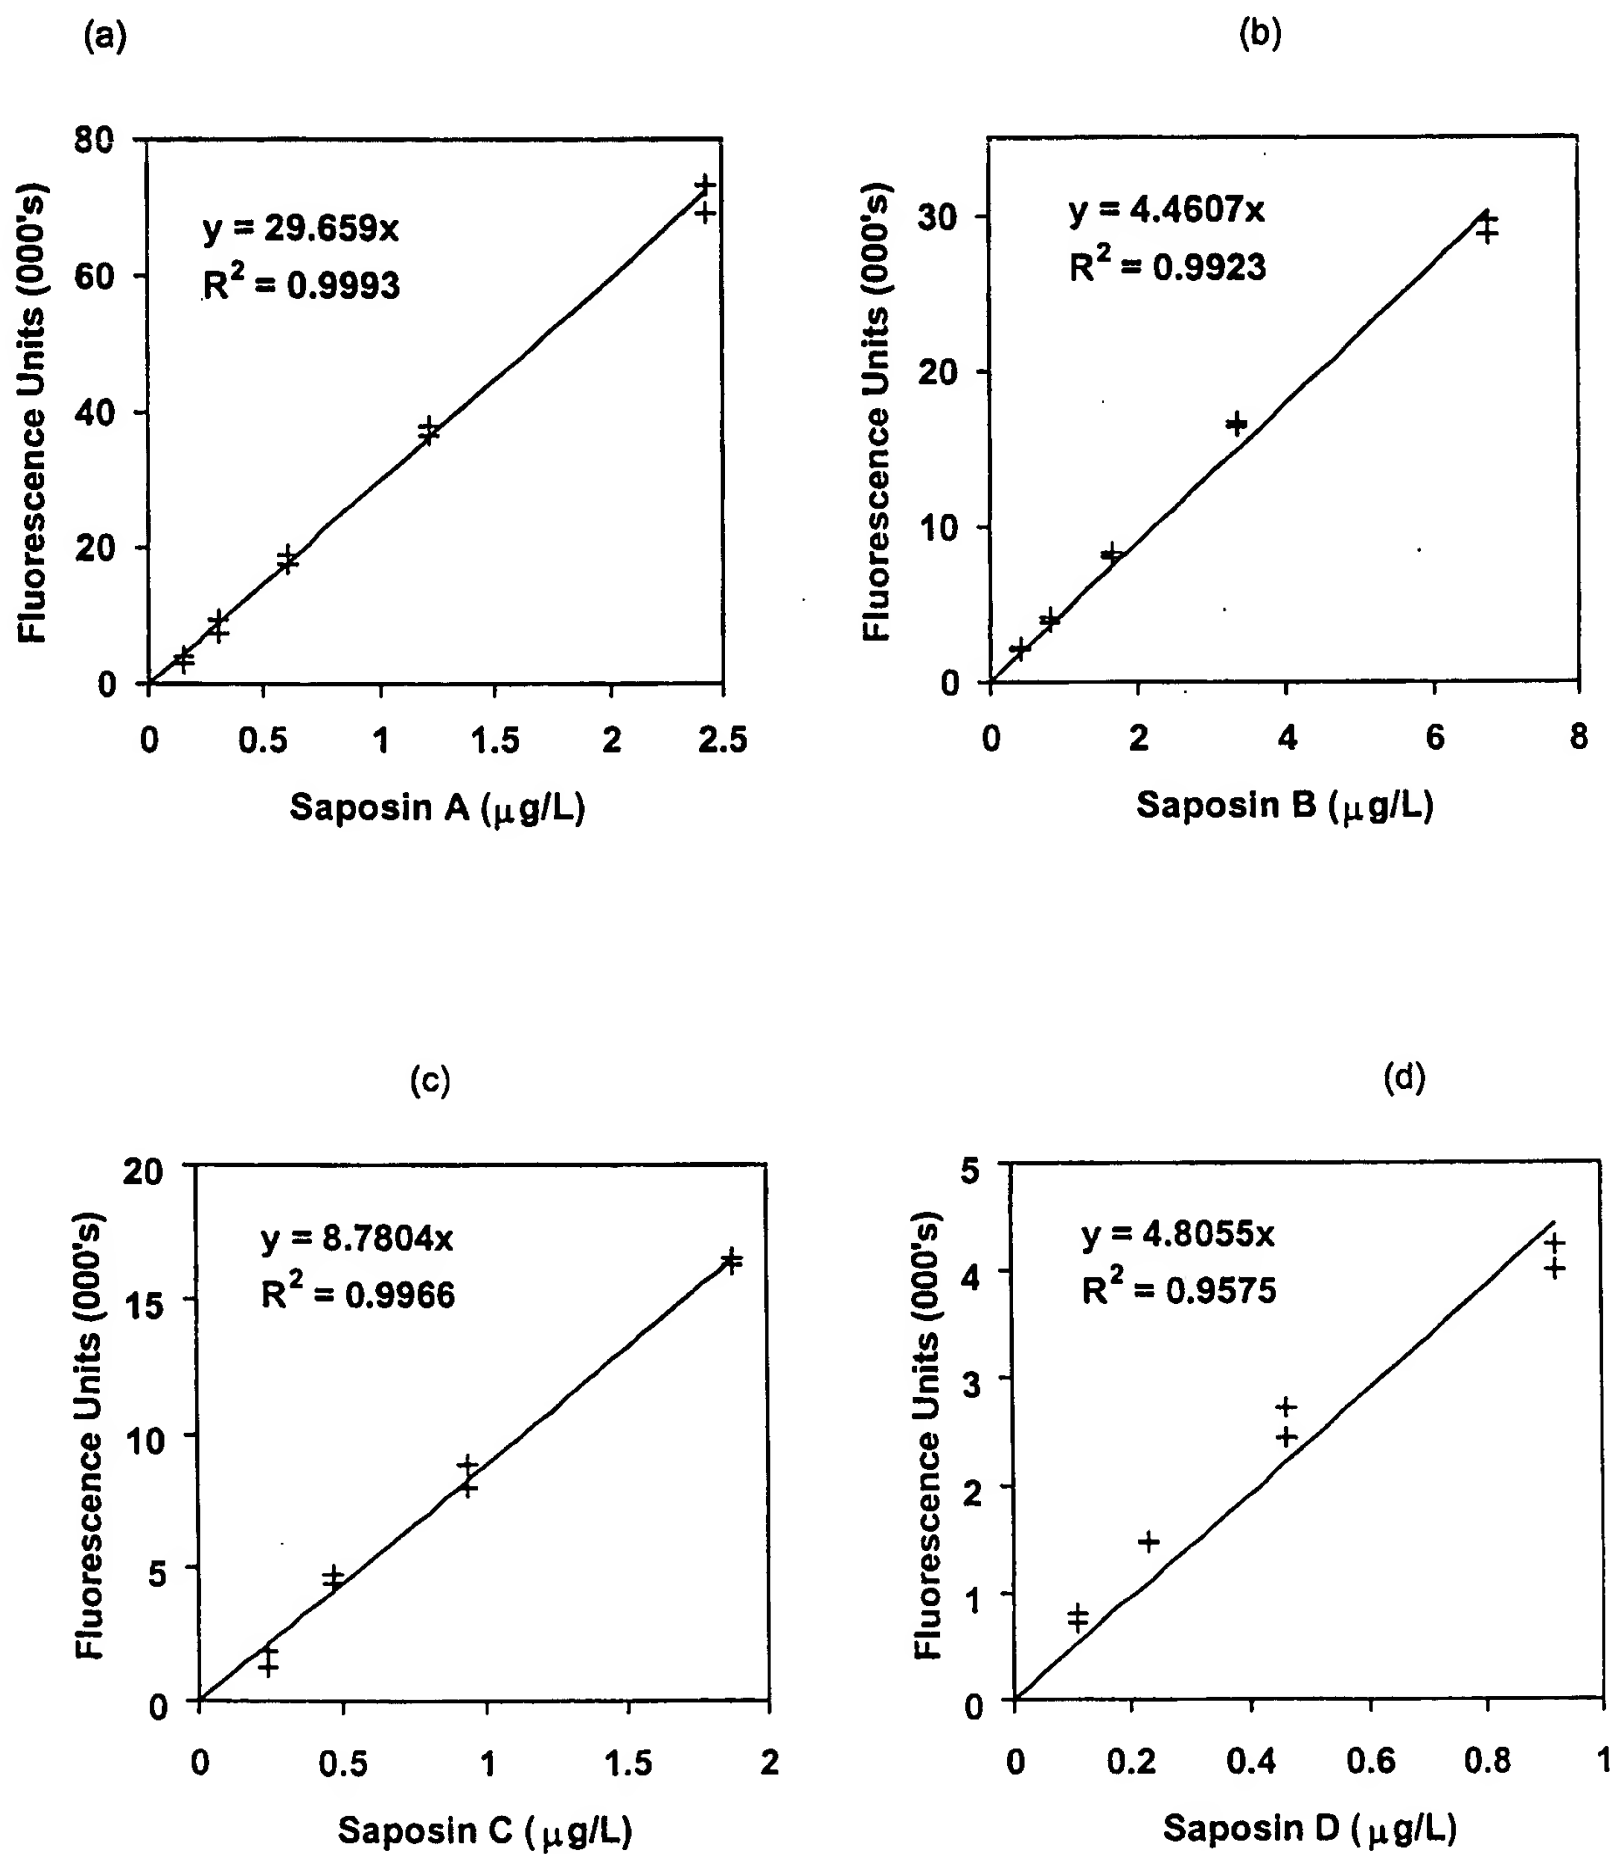 (a)
80
60
40
20
0
Fluorescence Units (000's)
y = 29.659x
R² = 0.9993
0 0.5 1 1.5 2 2.5
Saposin A (μg/L)
(b)
30
20
10
0
Fluorescence Units (000's)
y = 4.4607x
R² = 0.9923
0 2 4 6 8
Saposin B (μg/L)
(c)
20
15
10
5
0
Fluorescence Units (000's)
y = 8.7804x
R² = 0.9966
0 0.5 1 1.5 2
Saposin C (μg/L)
(d)
5
4
3
2
1
0
Fluorescence Units (000's)
y = 4.8055x
R² = 0.9575
0 0.2 0.4 0.6 0.8 1
Saposin D (μg/L)